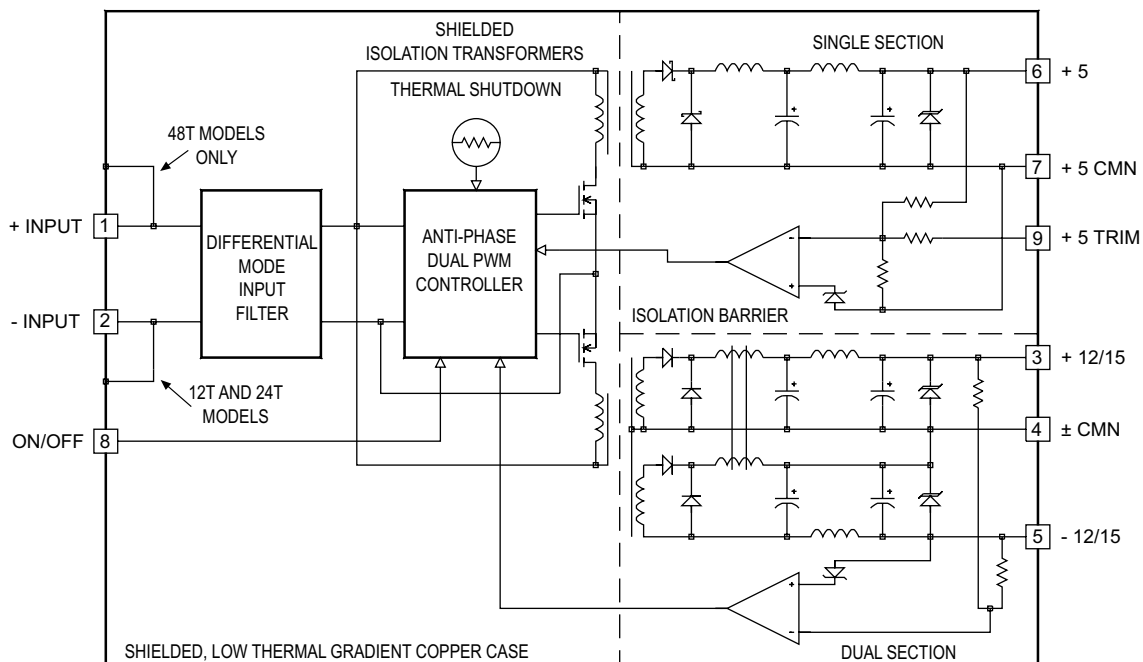 SHIELDED
ISOLATION TRANSFORMERS
THERMAL SHUTDOWN
SINGLE SECTION
6 + 5
48T MODELS
ONLY
7 + 5 CMN
+ INPUT 1
DIFFERENTIAL
MODE
INPUT
FILTER
ANTI-PHASE
DUAL PWM
CONTROLLER
- +
9 + 5 TRIM
- INPUT 2
ISOLATION BARRIER
3 + 12/15
12T AND 24T
MODELS
ON/OFF 8
4 ± CMN
5 - 12/15
+ -
SHIELDED, LOW THERMAL GRADIENT COPPER CASE
DUAL SECTION